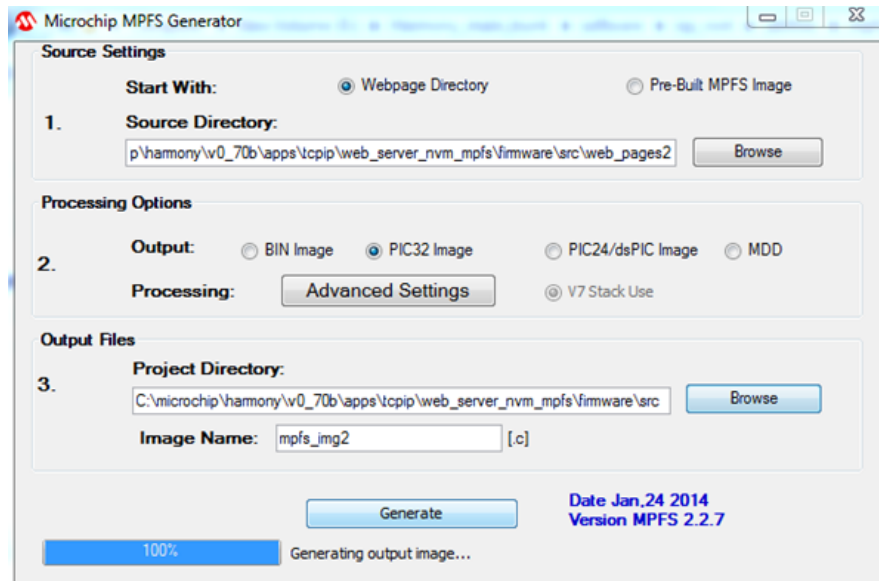 Microchip MPFS Generator
Source Settings
Start With: Webpage Directory Pre-Built MPFS Image
1. Source Directory:
p\harmony\v0_70b\apps\tcpip\web_server_nvm_mpfs\firmware\src\web_pages2 Browse
Processing Options
2. Output: BIN Image PIC32 Image PIC24/dsPIC Image MDD
Processing: Advanced Settings V7 Stack Use
Output Files
3. Project Directory:
C:\microchip\harmony\v0_70b\apps\tcpip\web_server_nvm_mpfs\firmware\src Browse
Image Name: mpfs_img2 [.c]
Generate
Date Jan,24 2014
Version MPFS 2.2.7
100% Generating output image...